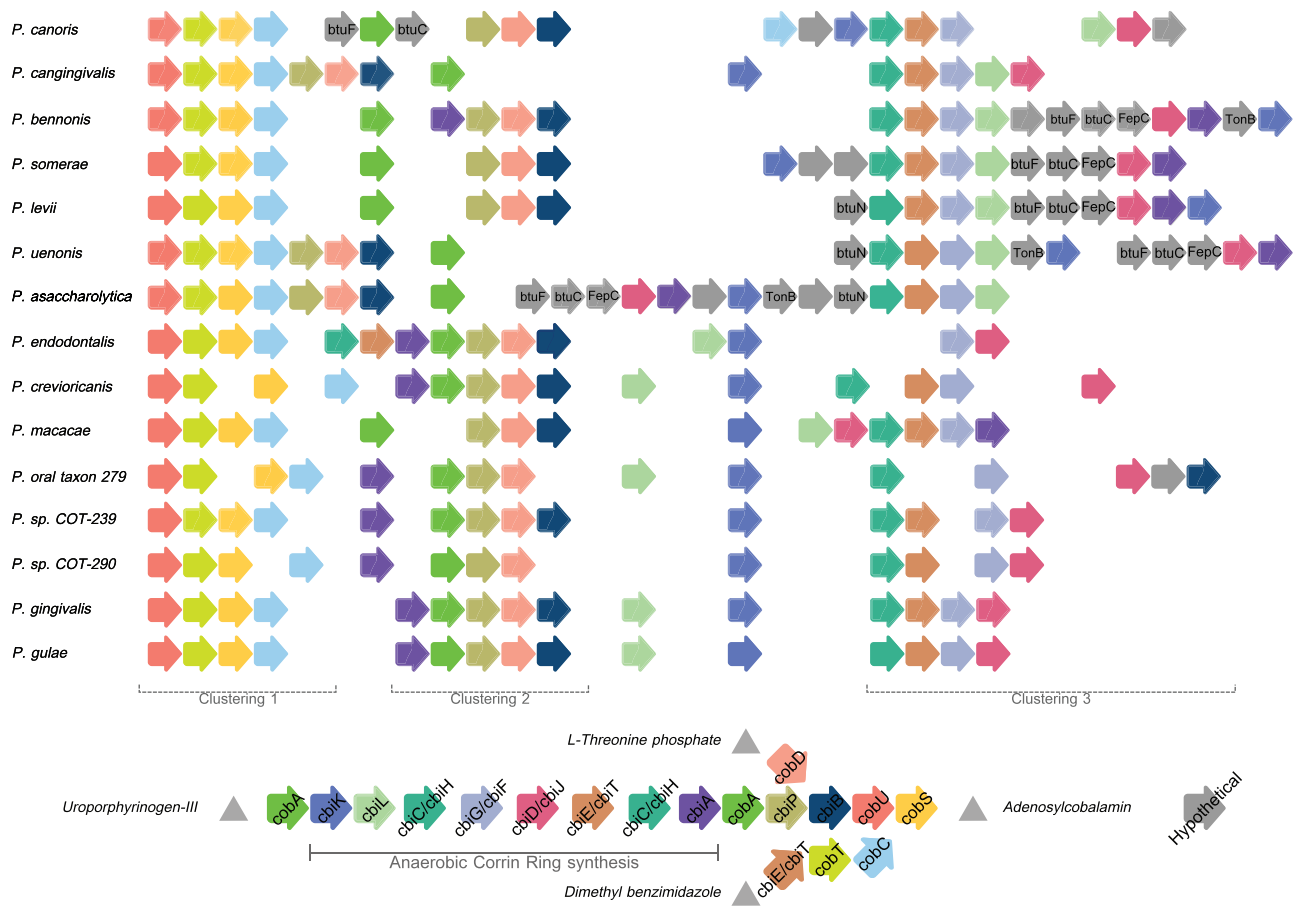 P. canoris btuF btuC
P. cangingivalis
P. bennonis btuF btuC FepC TonB
P. somerae btuF btuC FepC
P. levii btuN btuF btuC FepC
P. uenonis btuN TonB btuF btuC FepC
P. asaccharolytica btuF btuC FepC TonB btuN
P. endodontalis
P. crevioricanis
P. macacae
P. oral taxon 279
P. sp. COT-239
P. sp. COT-290
P. gingivalis
P. gulae
Clustering 1 Clustering 2 Clustering 3
L-Threonine phosphate
cobD
Uroporphyrinogen-III cobA cbiK cbiL cbiC/cbiH cbiG/cbiF cbiD/cbiJ cbiE/cbiT cbiC/cbiH cbiA cobA cbiP cbiB cobU cobS Adenosylcobalamin Hypothetical
Anaerobic Corrin Ring synthesis
cbiE/cbiT cobT cobC
Dimethyl benzimidazole